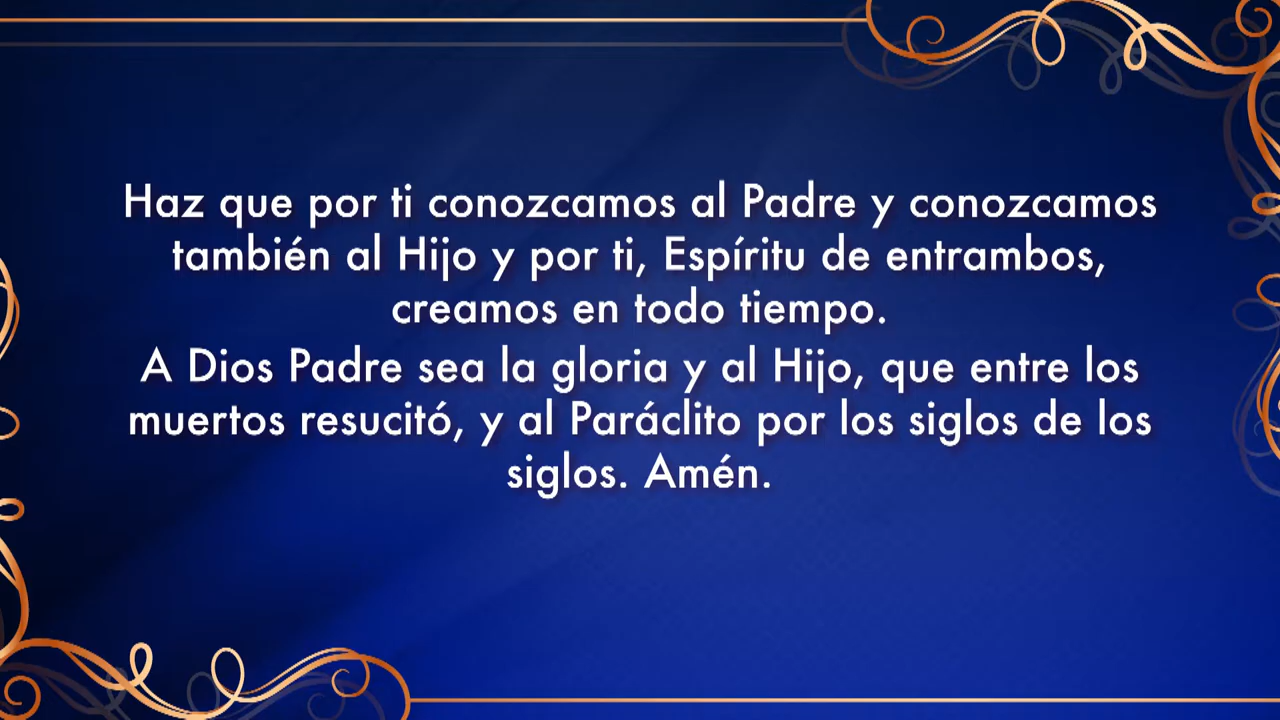 Haz que por ti conozcamos al Padre y conozcamos
también al Hijo y por ti, Espíritu de entrambos,
creamos en todo tiempo.
A Dios Padre sea la gloria y al Hijo, que entre los
muertos resucitó, y al Paráclito por los siglos de los
siglos. Amén.